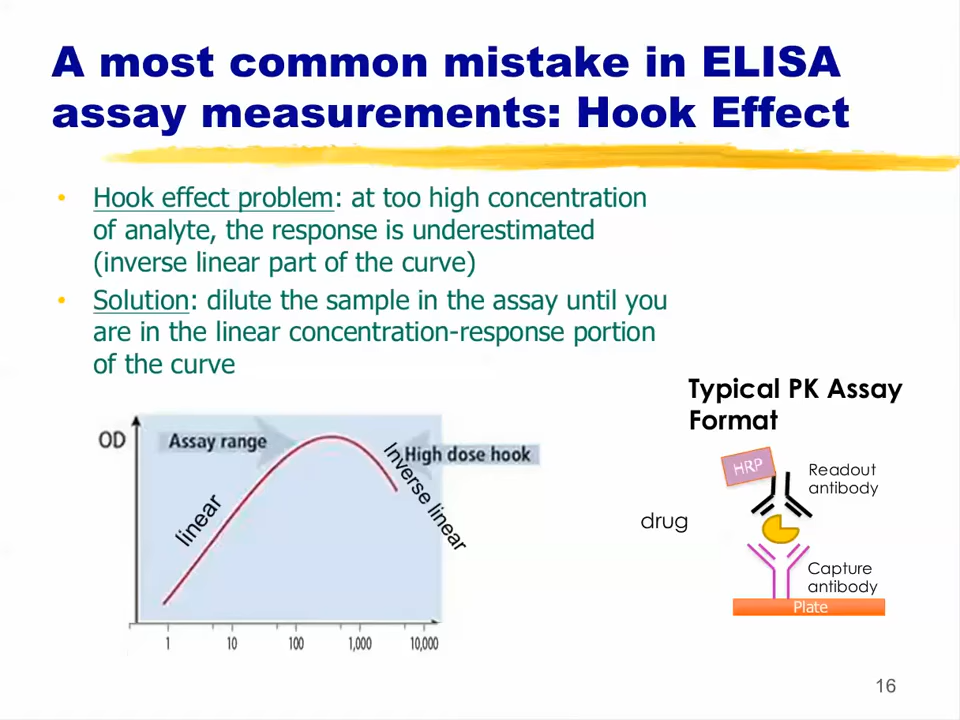 A most common mistake in ELISA
assay measurements: Hook Effect
• Hook effect problem: at too high concentration
of analyte, the response is underestimated
(inverse linear part of the curve)
• Solution: dilute the sample in the assay until you
are in the linear concentration-response portion
of the curve
Typical PK Assay
Format
OD
Assay range
High dose hook
linear
Inverse linear
1 10 100 1,000 10,000
HRP
Readout
antibody
drug
Capture
antibody
Plate
16